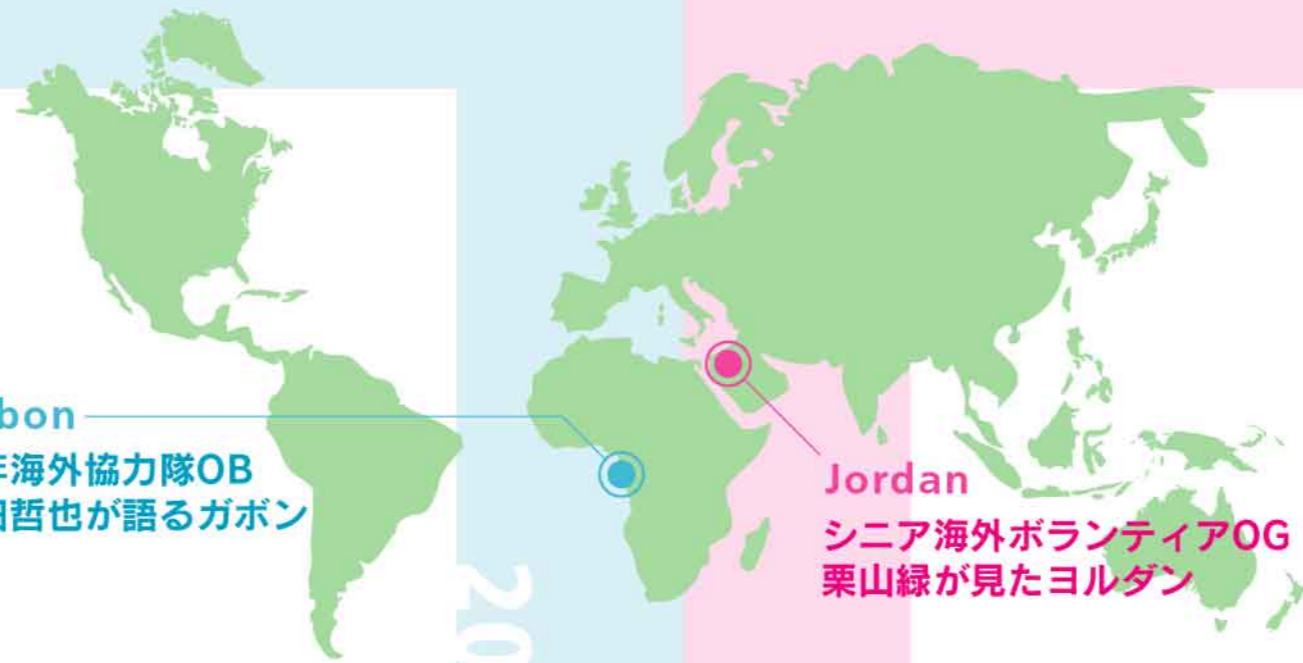 bon
海外協力隊OB
哲也が語るガボン
Jordan
シニア海外ボランティアOG
栗山緑が見たヨルダン
20